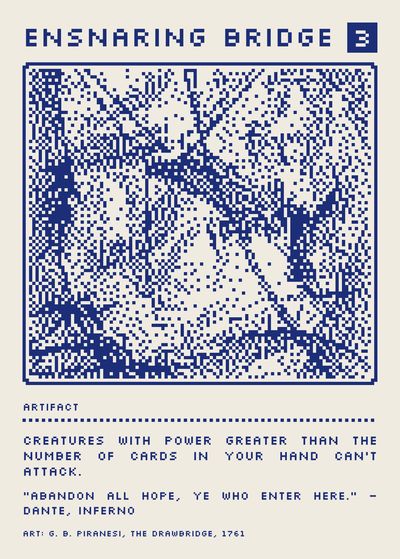 ENSNARING BRIDGE 3
ARTIFACT
CREATURES WITH POWER GREATER THAN THE
NUMBER OF CARDS IN YOUR HAND CAN'T
ATTACK.
"ABANDON ALL HOPE, YE WHO ENTER HERE." –
DANTE, INFERNO
ART: G. B. PIRANESI, THE DRAWBRIDGE, 1761